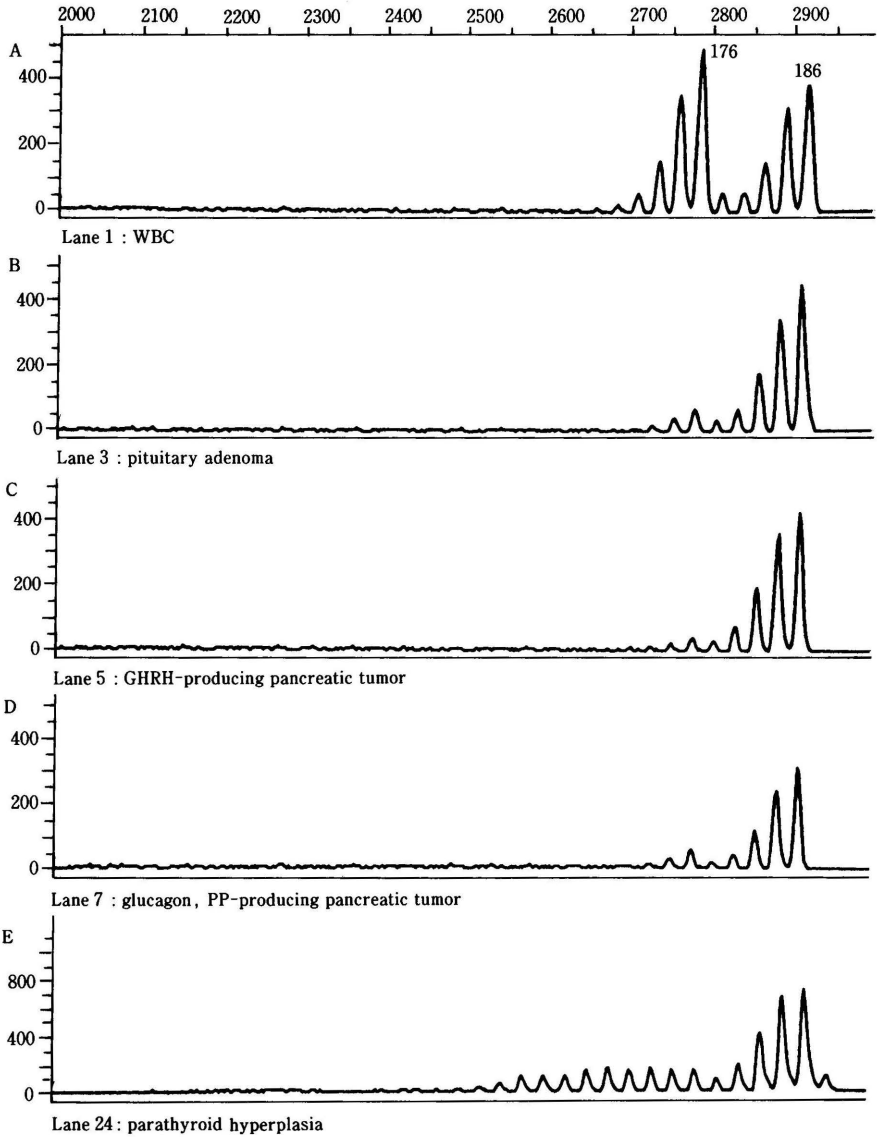 2000 2100 2200 2300 2400 2500 2600 2700 2800 2900
A
400
200
0
176
186
Lane 1 : WBC
B
400
200
0
Lane 3 : pituitary adenoma
C
400
200
0
Lane 5 : GHRH-producing pancreatic tumor
D
400
200
0
Lane 7 : glucagon, PP-producing pancreatic tumor
E
800
400
0
Lane 24 : parathyroid hyperplasia